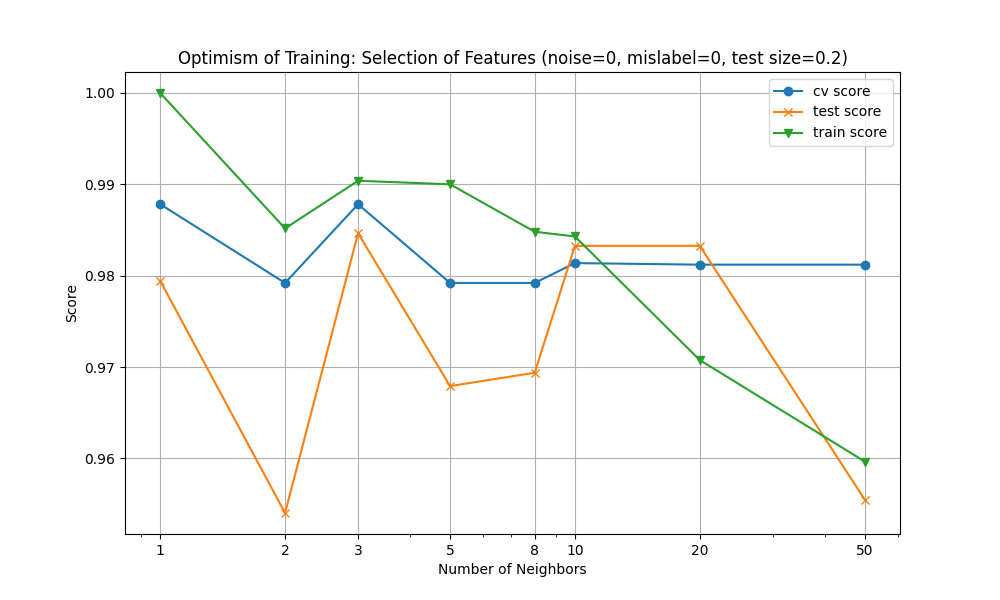 Optimism of Training: Selection of Features (noise=0, mislabel=0, test size=0.2)
cv score
test score
train score
1.00
0.99
0.98
0.97
0.96
Score
1 2 3 5 8 10 20 50
Number of Neighbors